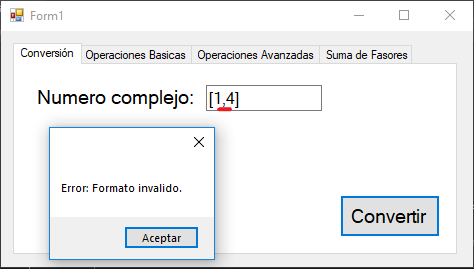 Form1
Conversión Operaciones Basicas Operaciones Avanzadas Suma de Fasores
Numero complejo: [1,4]
Error: Formato invalido.
Aceptar
Convertir